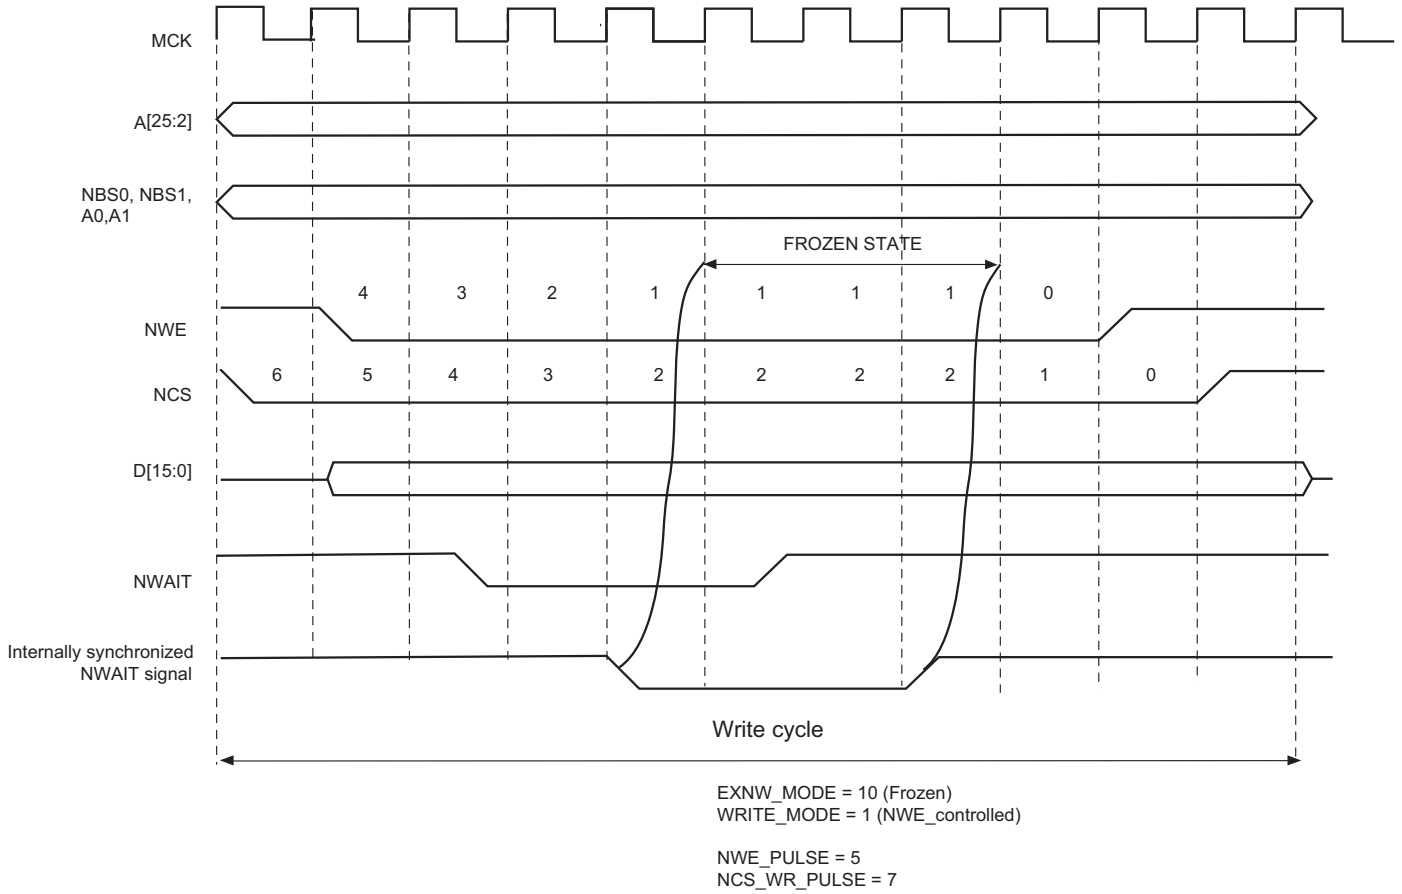 MCK
A[25:2]
NBS0, NBS1,
A0,A1
FROZEN STATE
4 3 2 1 1 1 1 0
NWE
6 5 4 3 2 2 2 2 1 0
NCS
D[15:0]
NWAIT
Internally synchronized
NWAIT signal
Write cycle
EXNW_MODE = 10 (Frozen)
WRITE_MODE = 1 (NWE_controlled)
NWE_PULSE = 5
NCS_WR_PULSE = 7